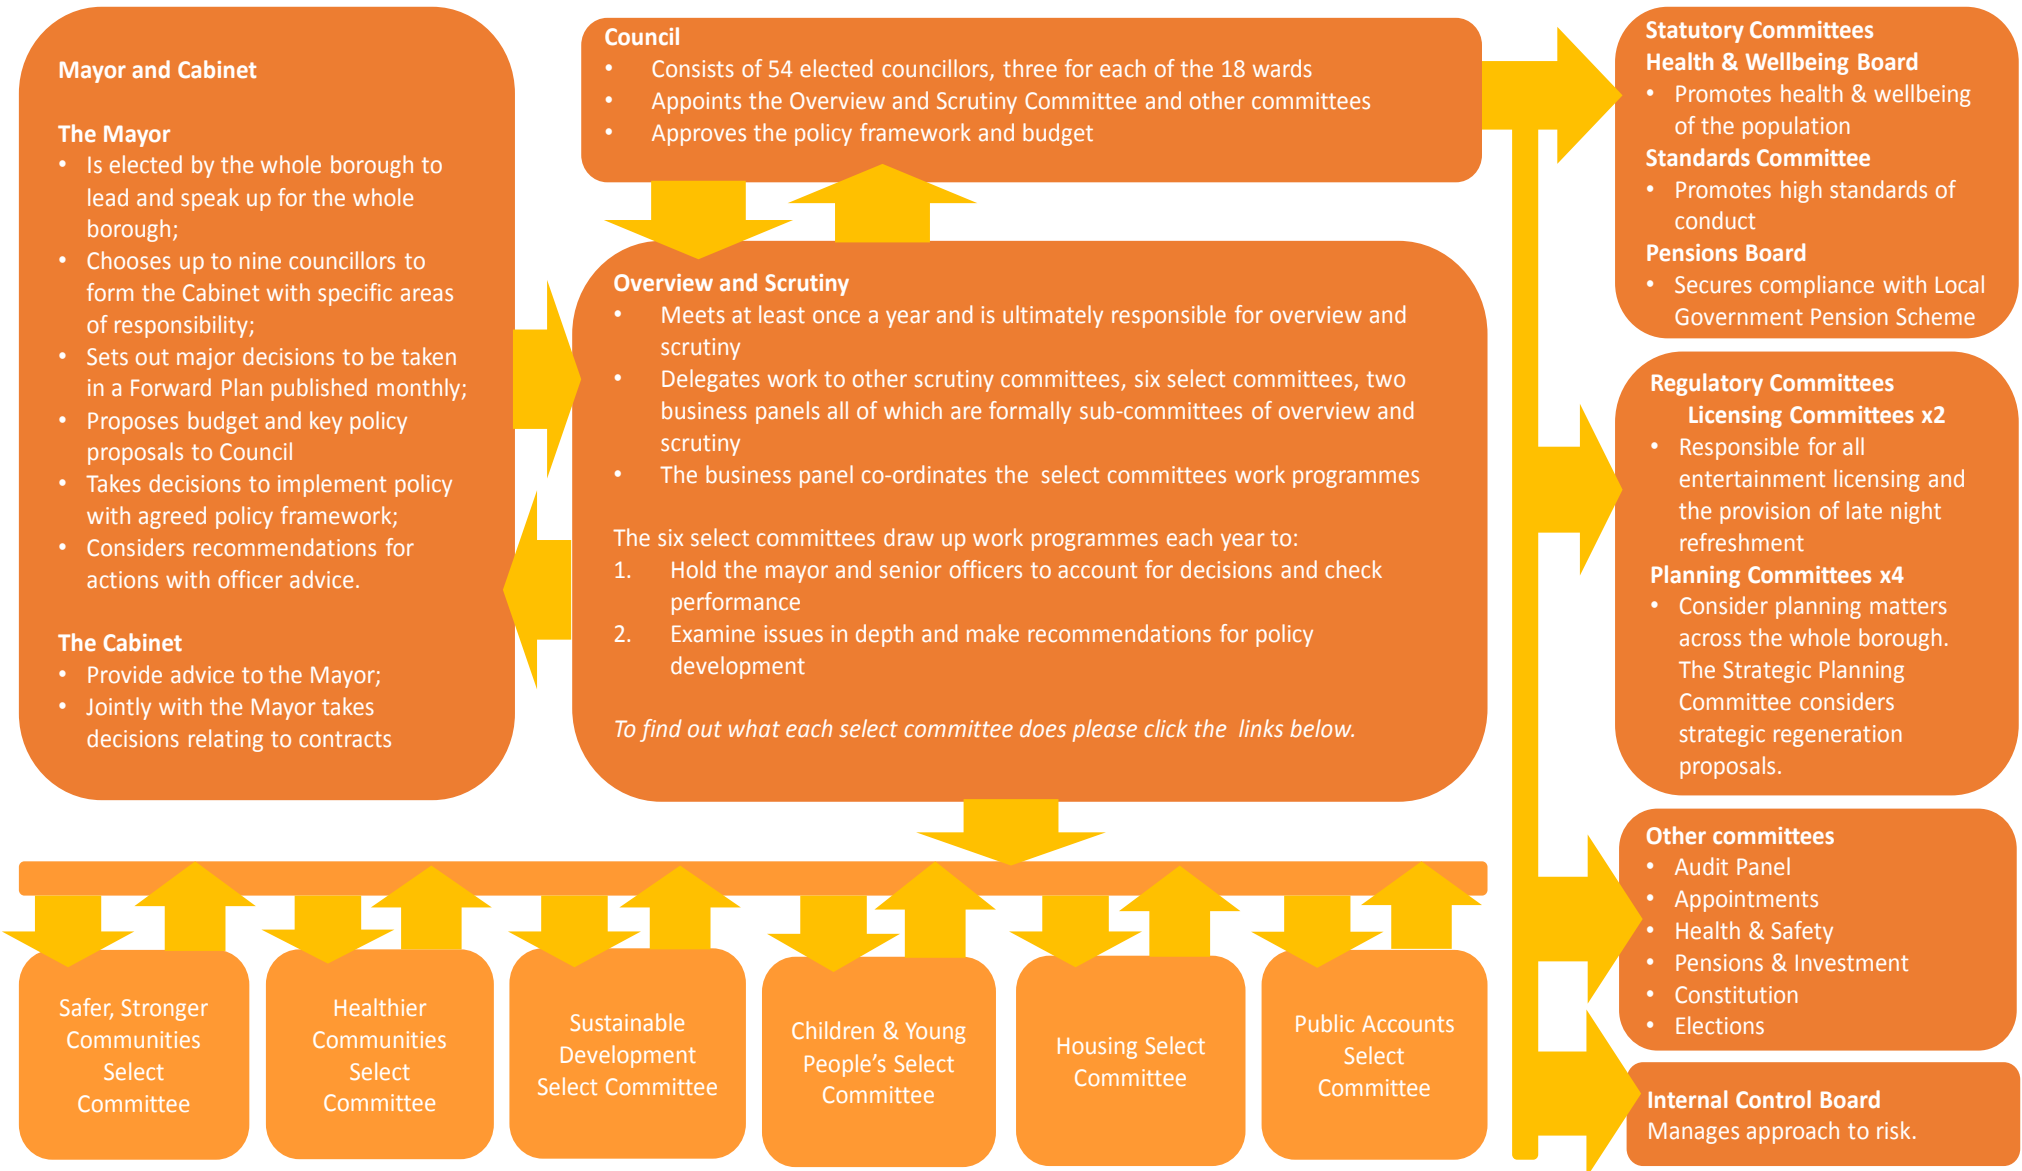 Mayor and Cabinet
The Mayor
• Is elected by the whole borough to
lead and speak up for the whole
borough;
• Chooses up to nine councillors to
form the Cabinet with specific areas
of responsibility;
• Sets out major decisions to be taken
in a Forward Plan published monthly;
• Proposes budget and key policy
proposals to Council
• Takes decisions to implement policy
with agreed policy framework;
• Considers recommendations for
actions with officer advice.
The Cabinet
• Provide advice to the Mayor;
• Jointly with the Mayor takes
decisions relating to contracts
Council
• Consists of 54 elected councillors, three for each of the 18 wards
• Appoints the Overview and Scrutiny Committee and other committees
• Approves the policy framework and budget
Overview and Scrutiny
• Meets at least once a year and is ultimately responsible for overview and
scrutiny
• Delegates work to other scrutiny committees, six select committees, two
business panels all of which are formally sub-committees of overview and
scrutiny
• The business panel co-ordinates the select committees work programmes
The six select committees draw up work programmes each year to:
1. Hold the mayor and senior officers to account for decisions and check
performance
2. Examine issues in depth and make recommendations for policy
development
To find out what each select committee does please click the links below.
Statutory Committees
Health & Wellbeing Board
• Promotes health & wellbeing
of the population
Standards Committee
• Promotes high standards of
conduct
Pensions Board
• Secures compliance with Local
Government Pension Scheme
Regulatory Committees
Licensing Committees x2
• Responsible for all
entertainment licensing and
the provision of late night
refreshment
Planning Committees x4
• Consider planning matters
across the whole borough.
The Strategic Planning
Committee considers
strategic regeneration
proposals.
Other committees
• Audit Panel
• Appointments
• Health & Safety
• Pensions & Investment
• Constitution
• Elections
Internal Control Board
Manages approach to risk.
Safer, Stronger
Communities
Select
Committee
Healthier
Communities
Select
Committee
Sustainable
Development
Select Committee
Children & Young
People’s Select
Committee
Housing Select
Committee
Public Accounts
Select
Committee